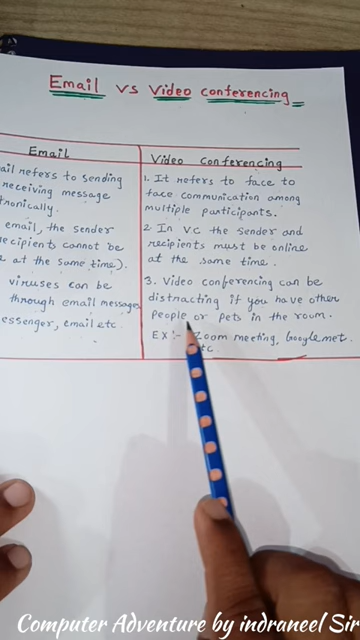 Email vs Video conferencing
Email
ail refers to sending
receiving message
tronically.
email, the sender
recipients cannot be
e at the same time).
viruses can be
through email messages
essenger, email etc
Video Conferencing
1. It refers to face to
face communication among
multiple participants.
2. In VC the sender and
recipients must be online
at the same time.
3. Video conferencing can be
distracting if you have other
people or pets in the room.
EX :- Zoom meeting, Googlemet.
etc
Computer Adventure by indraneel Sir